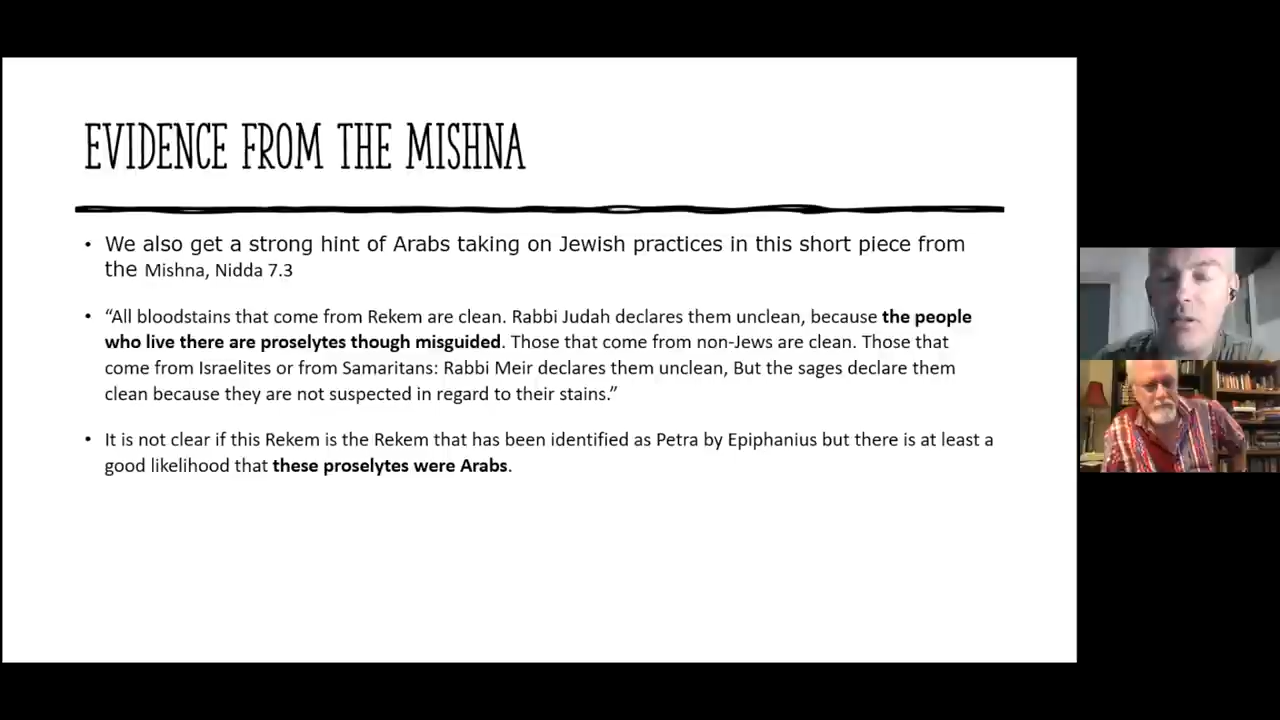 EVIDENCE FROM THE MISHNA
• We also get a strong hint of Arabs taking on Jewish practices in this short piece from
the Mishna, Nidda 7.3
• “All bloodstains that come from Rekem are clean. Rabbi Judah declares them unclean, because the people
who live there are proselytes though misguided. Those that come from non-Jews are clean. Those that
come from Israelites or from Samaritans: Rabbi Meir declares them unclean, But the sages declare them
clean because they are not suspected in regard to their stains.”
• It is not clear if this Rekem is the Rekem that has been identified as Petra by Epiphanius but there is at least a
good likelihood that these proselytes were Arabs.